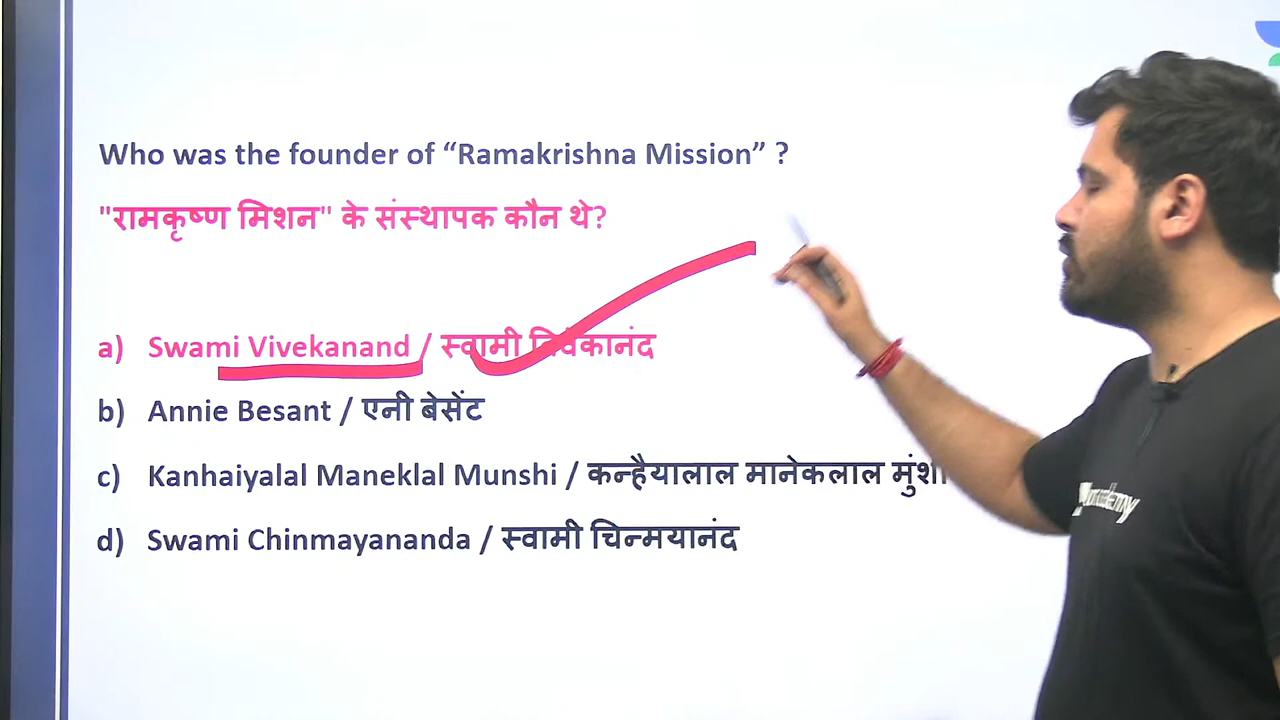 Who was the founder of “Ramakrishna Mission” ?
"रामकृष्ण मिशन" के संस्थापक कौन थे?
a) Swami Vivekanand / स्वामी विवेकानंद
b) Annie Besant / एनी बेसेंट
c) Kanhaiyalal Maneklal Munshi / कन्हैयालाल मानेकलाल
d) Swami Chinmayananda / स्वामी चिन्मयानंद